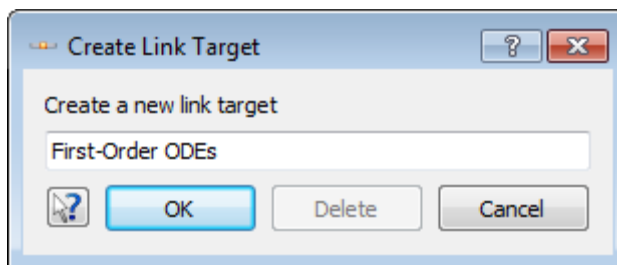 Create Link Target
Create a new link target
First-Order ODEs
OK Delete Cancel